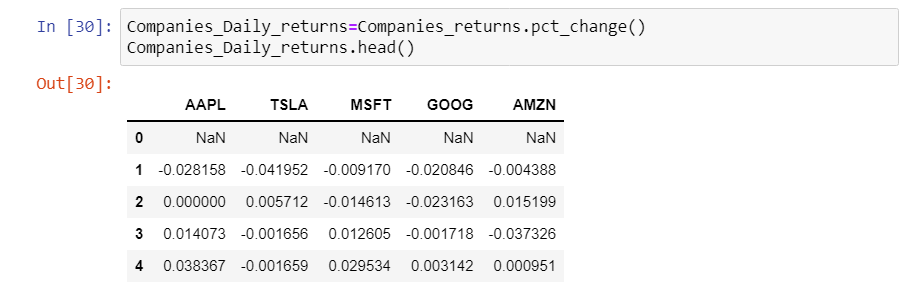 In [30]: Companies_Daily_returns=Companies_returns.pct_change()
Companies_Daily_returns.head()
Out[30]:
AAPL TSLA MSFT GOOG AMZN
0 NaN NaN NaN NaN NaN
1 -0.028158 -0.041952 -0.009170 -0.020846 -0.004388
2 0.000000 0.005712 -0.014613 -0.023163 0.015199
3 0.014073 -0.001656 0.012605 -0.001718 -0.037326
4 0.038367 -0.001659 0.029534 0.003142 0.000951